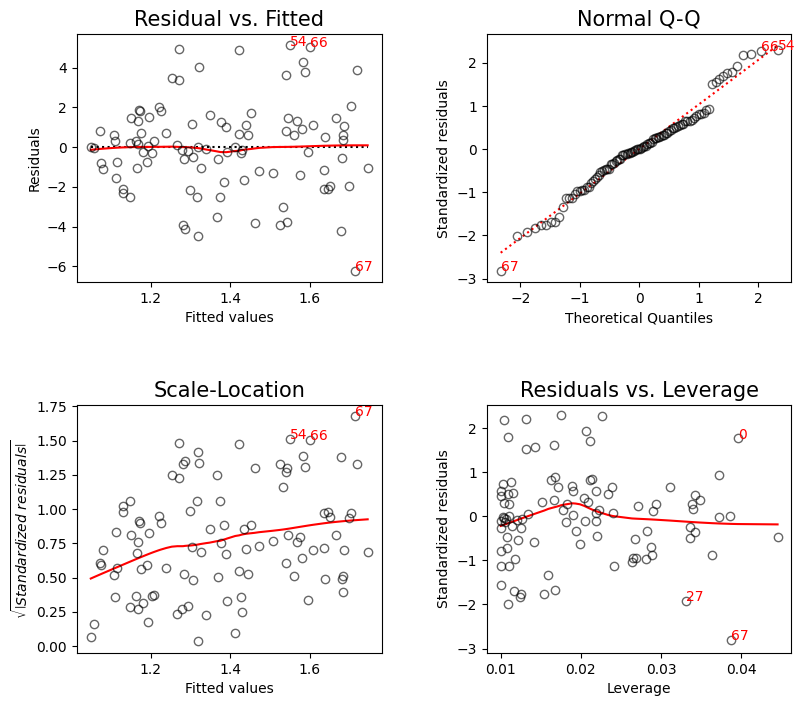 Residual vs. Fitted
54
66
67
Residuals
4
2
0
−2
−4
−6
1.2 1.4 1.6
Fitted values
Normal Q-Q
66
54
67
Standardized residuals
2
1
0
−1
−2
−3
−2 −1 0 1 2
Theoretical Quantiles
Scale-Location
67
54
66
√|Standardized residuals|
1.75
1.50
1.25
1.00
0.75
0.50
0.25
0.00
1.2 1.4 1.6
Fitted values
Residuals vs. Leverage
0
27
67
Standardized residuals
2
1
0
−1
−2
−3
0.01 0.02 0.03 0.04
Leverage